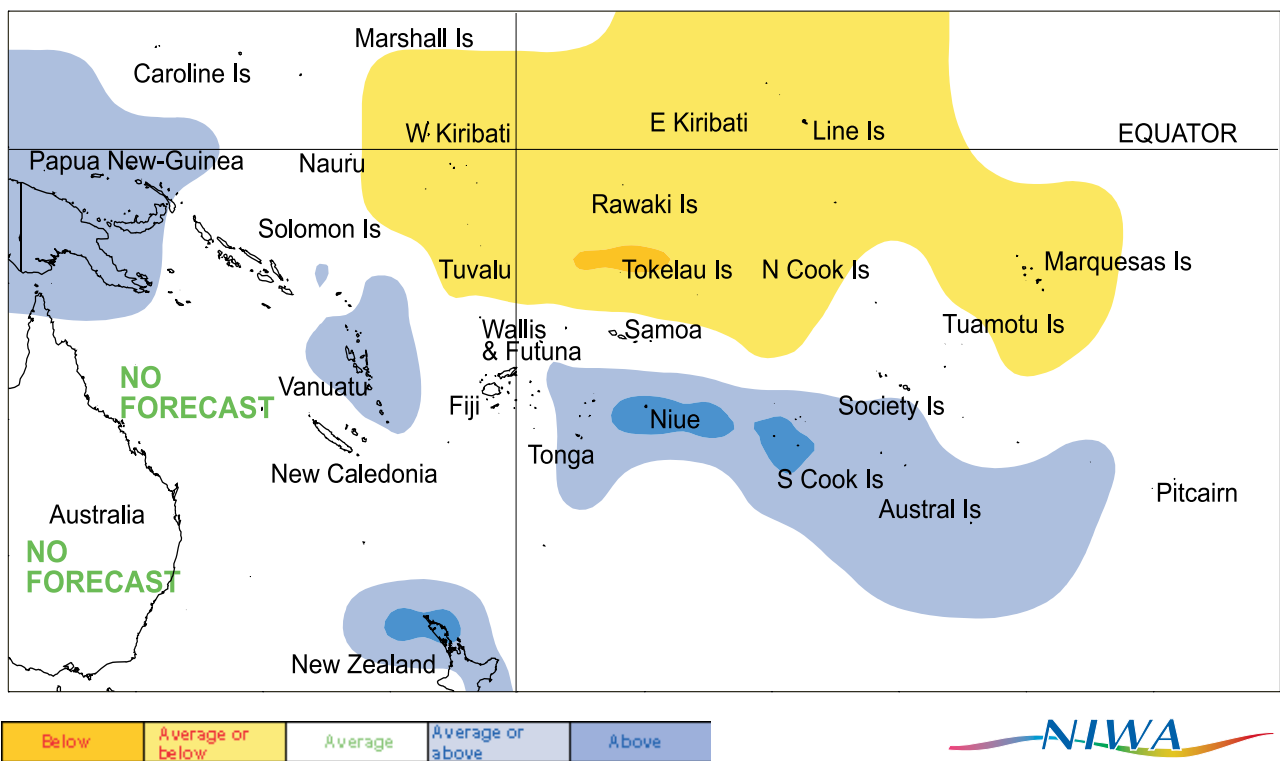 Marshall Is
Caroline Is
W Kiribati
E Kiribati
Line Is
EQUATOR
Papua New-Guinea
Nauru
Rawaki Is
Solomon Is
Tuvalu
Tokelau Is
N Cook Is
Marquesas Is
Wallis
& Futuna
Samoa
Tuamotu Is
NO
FORECAST
Vanuatu
Fiji
Niue
Society Is
Tonga
New Caledonia
S Cook Is
Pitcairn
Australia
Austral Is
NO
FORECAST
New Zealand
Below
Average or
below
Average
Average or
above
Above
NIWA